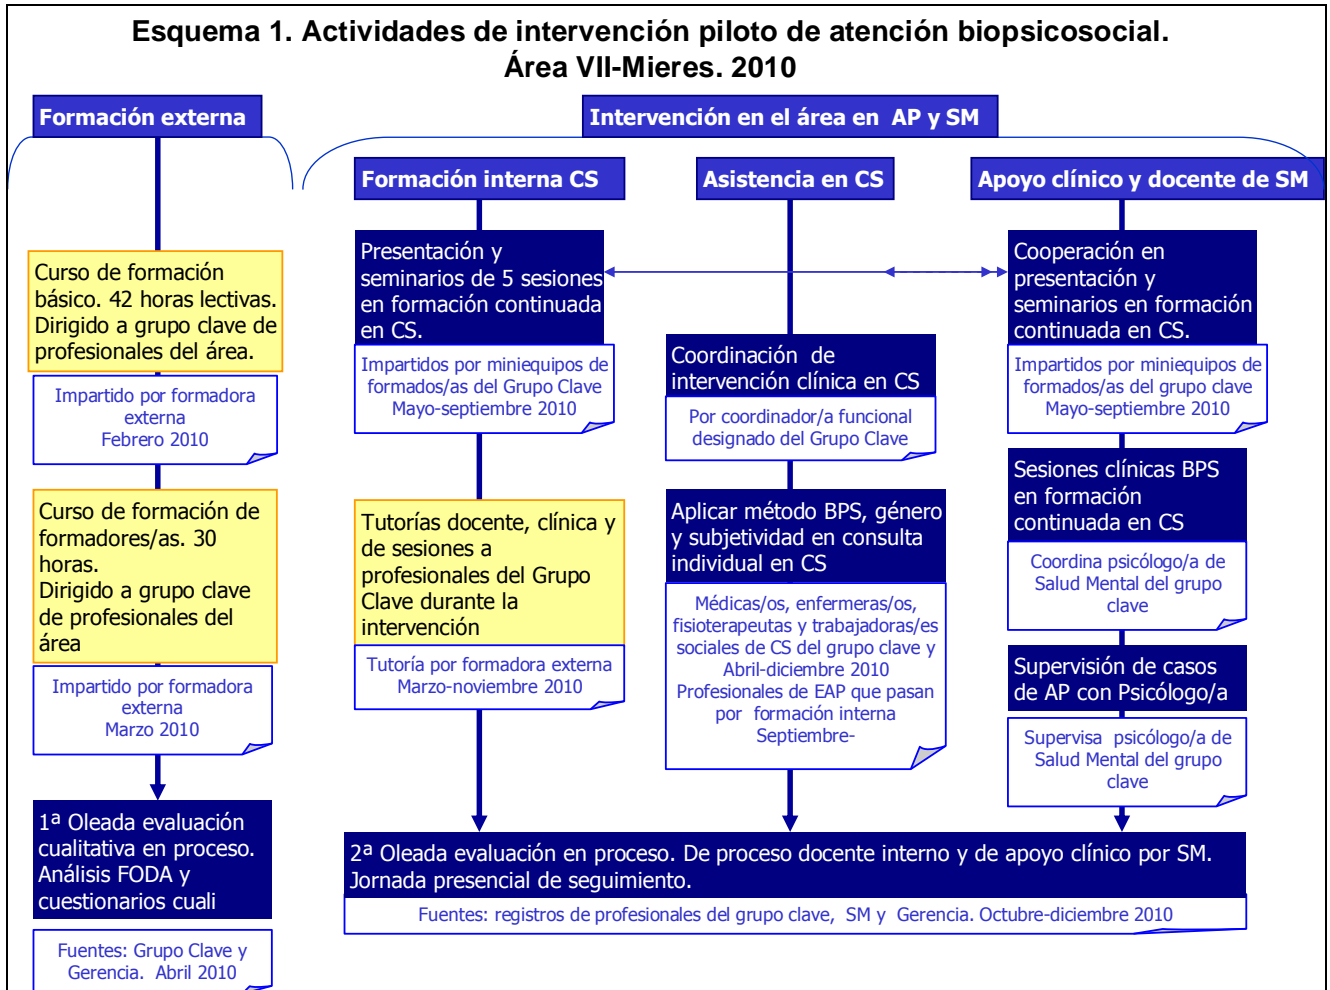 Esquema 1. Actividades de intervención piloto de atención biopsicosocial.
Área VII-Mieres. 2010
Formación externa
Intervención en el área en AP y SM
Formación interna CS
Asistencia en CS
Apoyo clínico y docente de SM
Curso de formación
básico. 42 horas lectivas.
Dirigido a grupo clave de
profesionales del área.
Impartido por formadora
externa
Febrero 2010
Curso de formación de
formadores/as. 30
horas.
Dirigido a grupo clave
de profesionales del
área
Impartido por formadora
externa
Marzo 2010
1ª Oleada evaluación
cualitativa en proceso.
Análisis FODA y
cuestionarios cuali
Fuentes: Grupo Clave y
Gerencia. Abril 2010
Presentación y
seminarios de 5 sesiones
en formación continuada
en CS.
Impartidos por miniequipos de
formados/as del Grupo Clave
Mayo-septiembre 2010
Tutorías docente, clínica y
de sesiones a
profesionales del Grupo
Clave durante la
intervención
Tutoría por formadora externa
Marzo-noviembre 2010
Coordinación de
intervención clínica en CS
Por coordinador/a funcional
designado del Grupo Clave
Aplicar método BPS, género
y subjetividad en consulta
individual en CS
Médicas/os, enfermeras/os,
fisioterapeutas y trabajadoras/es
sociales de CS del grupo clave y
Abril-diciembre 2010
Profesionales de EAP que pasan
por formación interna
Septiembre-
Cooperación en
presentación y
seminarios en formación
continuada en CS.
Impartidos por miniequipos de
formados/as del grupo clave
Mayo-septiembre 2010
Sesiones clínicas BPS
en formación
continuada en CS
Coordina psicólogo/a de
Salud Mental del grupo
clave
Supervisión de casos
de AP con Psicólogo/a
Supervisa psicólogo/a de
Salud Mental del grupo
clave
2ª Oleada evaluación en proceso. De proceso docente interno y de apoyo clínico por SM.
Jornada presencial de seguimiento.
Fuentes: registros de profesionales del grupo clave, SM y Gerencia. Octubre-diciembre 2010